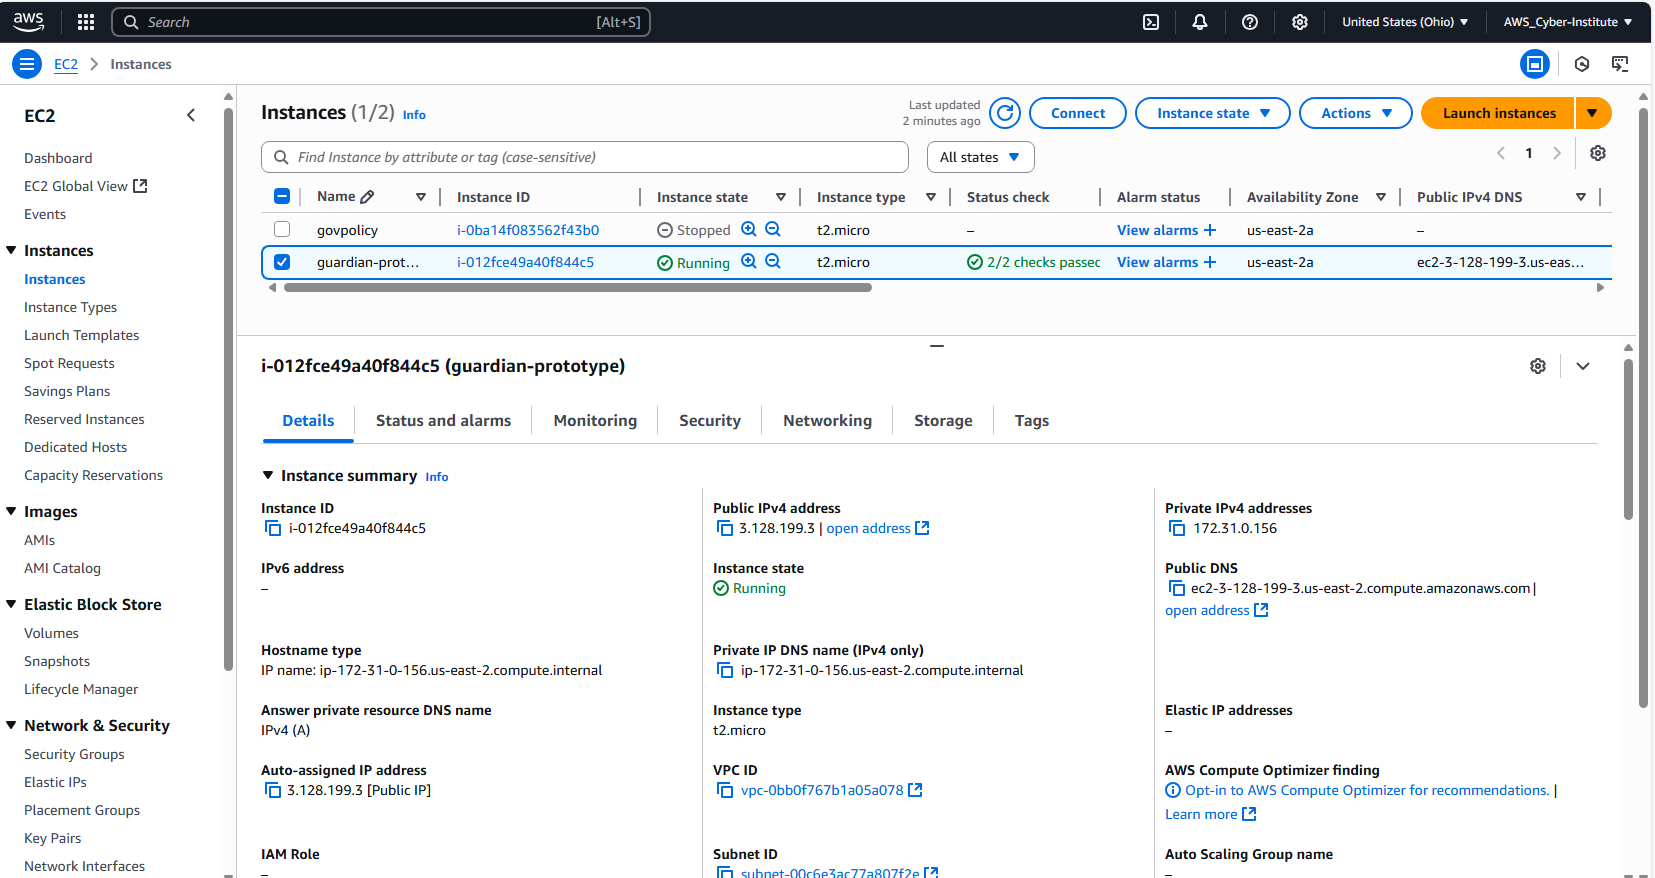 aws
Search [Alt+S]
United States (Ohio)
AWS_Cyber-Institute
EC2 Instances
EC2
Dashboard
EC2 Global View
Events
Instances
Instances
Instance Types
Launch Templates
Spot Requests
Savings Plans
Reserved Instances
Dedicated Hosts
Capacity Reservations
Images
AMIs
AMI Catalog
Elastic Block Store
Volumes
Snapshots
Lifecycle Manager
Network & Security
Security Groups
Elastic IPs
Placement Groups
Key Pairs
Network Interfaces
Instances (1/2) Info
Last updated
2 minutes ago
Connect
Instance state
Actions
Launch instances
Find Instance by attribute or tag (case-sensitive)
All states
1
Name Instance ID Instance state Instance type Status check Alarm status Availability Zone Public IPv4 DNS
govpolicy i-0ba14f083562f43b0 Stopped t2.micro – View alarms + us-east-2a –
guardian-prot... i-012fce49a40f844c5 Running t2.micro 2/2 checks passec View alarms + us-east-2a ec2-3-128-199-3.us-eas...
i-012fce49a40f844c5 (guardian-prototype)
Details Status and alarms Monitoring Security Networking Storage Tags
Instance summary Info
Instance ID
i-012fce49a40f844c5
Public IPv4 address
3.128.199.3 | open address
Private IPv4 addresses
172.31.0.156
IPv6 address
–
Instance state
Running
Public DNS
ec2-3-128-199-3.us-east-2.compute.amazonaws.com |
open address
Hostname type
IP name: ip-172-31-0-156.us-east-2.compute.internal
Private IP DNS name (IPv4 only)
ip-172-31-0-156.us-east-2.compute.internal
Answer private resource DNS name
IPv4 (A)
Instance type
t2.micro
Elastic IP addresses
–
Auto-assigned IP address
3.128.199.3 [Public IP]
VPC ID
vpc-0bb0f767b1a05a078
AWS Compute Optimizer finding
Opt-in to AWS Compute Optimizer for recommendations. |
Learn more
IAM Role
–
Subnet ID
subnet-00c6e3ac77a807f2e
Auto Scaling Group name
–